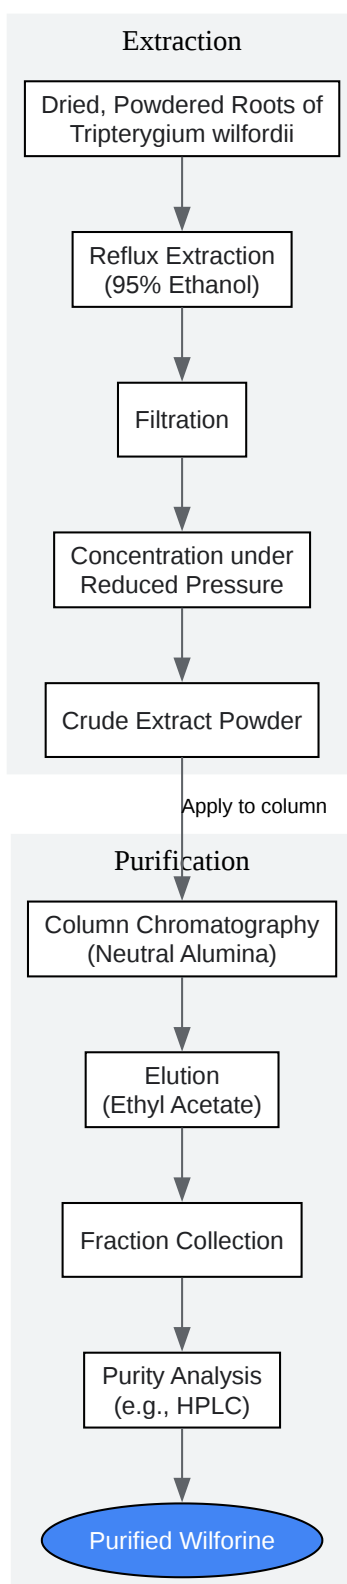 Extraction
Dried, Powdered Roots of
Tripterygium wilfordii
Reflux Extraction
(95% Ethanol)
Filtration
Concentration under
Reduced Pressure
Crude Extract Powder
Apply to column
Purification
Column Chromatography
(Neutral Alumina)
Elution
(Ethyl Acetate)
Fraction Collection
Purity Analysis
(e.g., HPLC)
Purified Wilforine